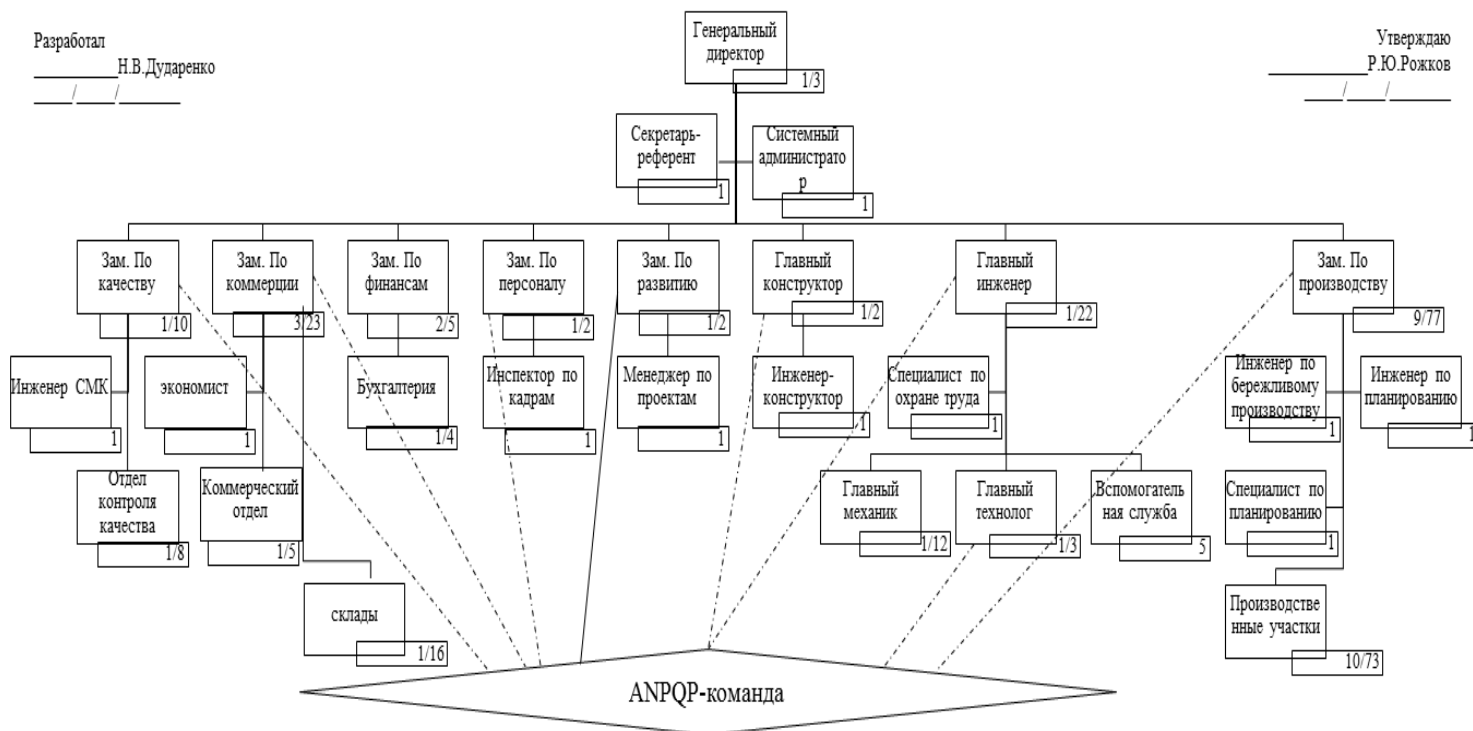 Разработал
Н.В.Дударенко
/ /
Утверждаю
Р.Ю.Рожков
/ /
Генеральный
директор
1/3
Секретарь-
референт
1
Системный
администрато
р
1
Зам. По
качеству
1/10
Зам. По
коммерции
3/23
Зам. По
финансам
2/5
Зам. По
персоналу
1/2
Зам. По
развитию
1/2
Главный
конструктор
1/2
Главный
инженер
1/22
Зам. По
производству
9/77
Инженер СМК
1
экономист
1
Бухгалтерия
1/4
Инспектор по
кадрам
1
Менеджер по
проектам
1
Инженер-
конструктор
1
Специалист по
охране труда
1
Инженер по
бережливому
производству
1
Инженер по
планированию
1
Отдел
контроля
качества
1/8
Коммерческий
отдел
1/5
Главный
механик
1/12
Главный
технолог
1/3
Вспомогатель
ная служба
5
Специалист по
планированию
1
склады
1/16
Производстве
нные участки
10/73
ANPQP-команда